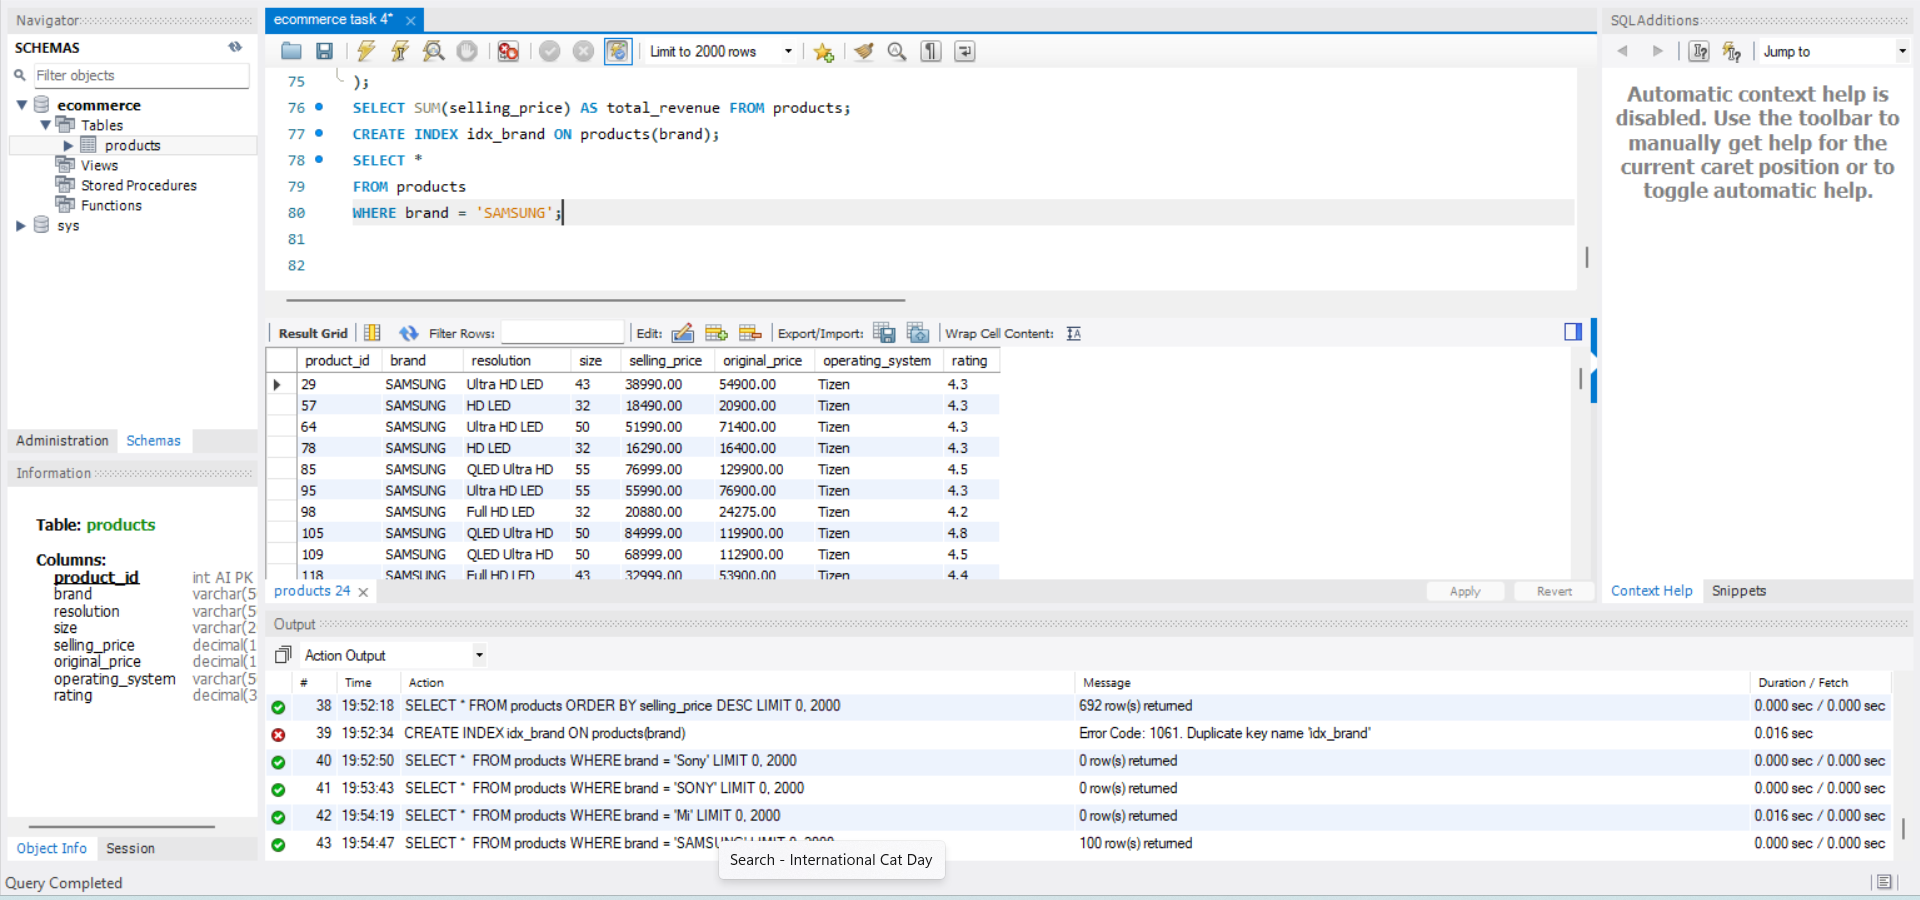 Navigator
SCHEMAS
Filter objects
ecommerce
Tables
products
Views
Stored Procedures
Functions
sys
Administration Schemas
Information
Table: products
Columns:
product_id int AI PK
brand varchar(5
resolution varchar(5
size varchar(2
selling_price decimal(1
original_price decimal(1
operating_system varchar(5
rating decimal(3
Object Info Session
Query Completed
ecommerce task 4*
Limit to 2000 rows
75 );
76 SELECT SUM(selling_price) AS total_revenue FROM products;
77 CREATE INDEX idx_brand ON products(brand);
78 SELECT *
79 FROM products
80 WHERE brand = 'SAMSUNG';
81
82
Result Grid Filter Rows: Edit: Export/Import: Wrap Cell Content:
product_id brand resolution size selling_price original_price operating_system rating
29 SAMSUNG Ultra HD LED 43 38990.00 54900.00 Tizen 4.3
57 SAMSUNG HD LED 32 18490.00 20900.00 Tizen 4.3
64 SAMSUNG Ultra HD LED 50 51990.00 71400.00 Tizen 4.3
78 SAMSUNG HD LED 32 16290.00 16400.00 Tizen 4.3
85 SAMSUNG QLED Ultra HD 55 76999.00 129900.00 Tizen 4.5
95 SAMSUNG Ultra HD LED 55 55990.00 76900.00 Tizen 4.3
98 SAMSUNG Full HD LED 32 20880.00 24275.00 Tizen 4.2
105 SAMSUNG QLED Ultra HD 50 84999.00 119900.00 Tizen 4.8
109 SAMSUNG QLED Ultra HD 50 68999.00 112900.00 Tizen 4.5
118 SAMSUNG Full HD LED 43 32999.00 53900.00 Tizen 4.4
products 24 Apply Revert
Output
Action Output
# Time Action Message Duration / Fetch
38 19:52:18 SELECT * FROM products ORDER BY selling_price DESC LIMIT 0, 2000 692 row(s) returned 0.000 sec / 0.000 sec
39 19:52:34 CREATE INDEX idx_brand ON products(brand) Error Code: 1061. Duplicate key name 'idx_brand' 0.016 sec
40 19:52:50 SELECT * FROM products WHERE brand = 'Sony' LIMIT 0, 2000 0 row(s) returned 0.000 sec / 0.000 sec
41 19:53:43 SELECT * FROM products WHERE brand = 'SONY' LIMIT 0, 2000 0 row(s) returned 0.000 sec / 0.000 sec
42 19:54:19 SELECT * FROM products WHERE brand = 'Mi' LIMIT 0, 2000 0 row(s) returned 0.016 sec / 0.000 sec
43 19:54:47 SELECT * FROM products WHERE brand = 'SAMSUNG' LIMIT 0, 2000 100 row(s) returned 0.000 sec / 0.000 sec
Search - International Cat Day
SQLAdditions
Jump to
Automatic context help is
disabled. Use the toolbar to
manually get help for the
current caret position or to
toggle automatic help.
Context Help Snippets